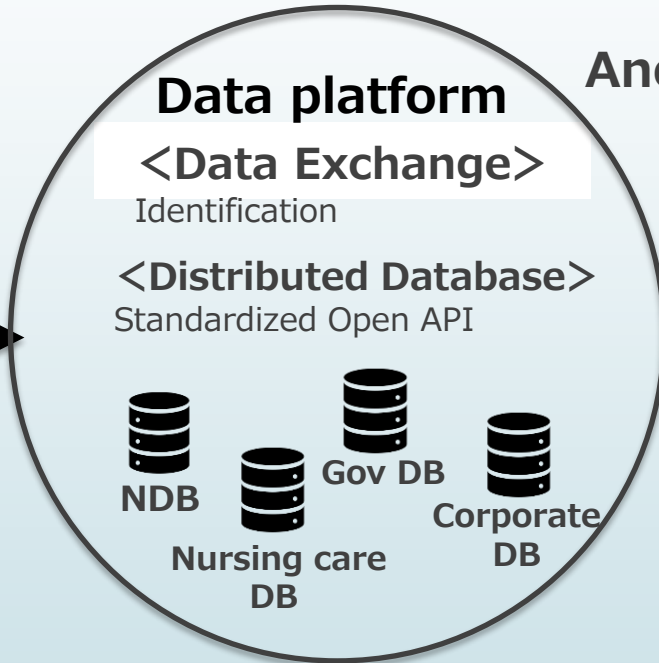 Data platform
<Data Exchange>
Identification
<Distributed Database>
Standardized Open API
NDB
Nursing care
DB
Gov DB
Corporate
DB